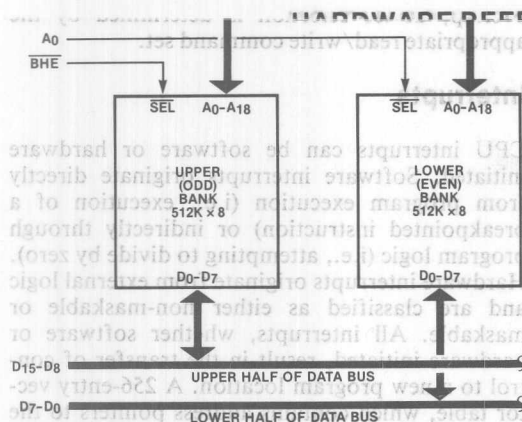 determined by the
appropriate read/write command set.
A0
BHE
SEL A0–A18
SEL A0–A18
Interrupts
CPU interrupts can be software or hardware
initiated. Software interrupts originate directly
from program execution (i.e., execution of a
breakpointed instruction) or indirectly through
program logic (i.e., attempting to divide by zero).
Hardware interrupts originate from external logic
and are classified as either non-maskable or
maskable. All interrupts, whether software or
hardware initiated, result in the transfer of con-
trol to a new program location. A 256-entry vec-
tor table, which contains address pointers to the
UPPER
(ODD)
BANK
512K × 8
D0–D7
LOWER
(EVEN)
BANK
512K × 8
D0–D7
D15–D8
UPPER HALF OF DATA BUS
D7–D0
LOWER HALF OF DATA BUS